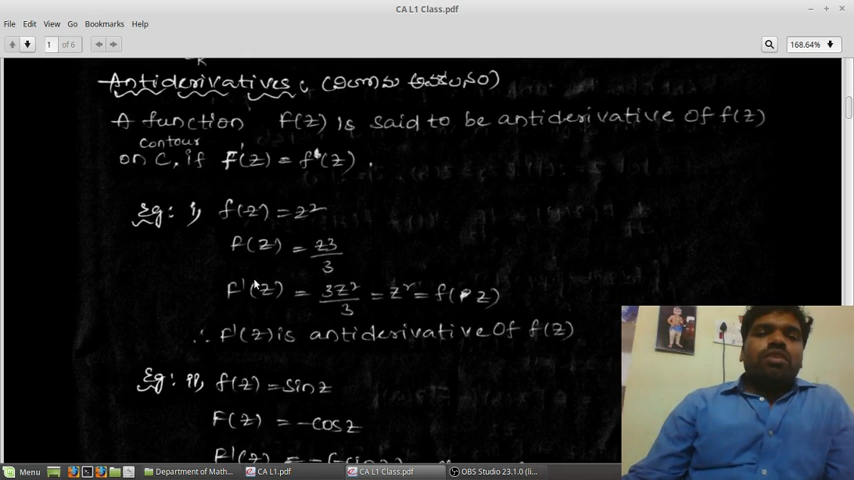 CA L1 Class.pdf
File Edit View Go Bookmarks Help
1 of 6 168.64%
Antiderivatives:
A function F(z) is said to be antiderivative of f(z)
contour
on C, if F'(z) = f(z).
Eg: i, f(z) = z²
f(z) = z3/3
F'(z) = 3z²/3 = z² = f(z)
∴ F'(z) is antiderivative of f(z)
Eg: ii, f(z) = sin z
F(z) = -cos z
Menu Department of Math... CA L1.pdf CA L1 Class.pdf OBS Studio 23.1.0 (li...